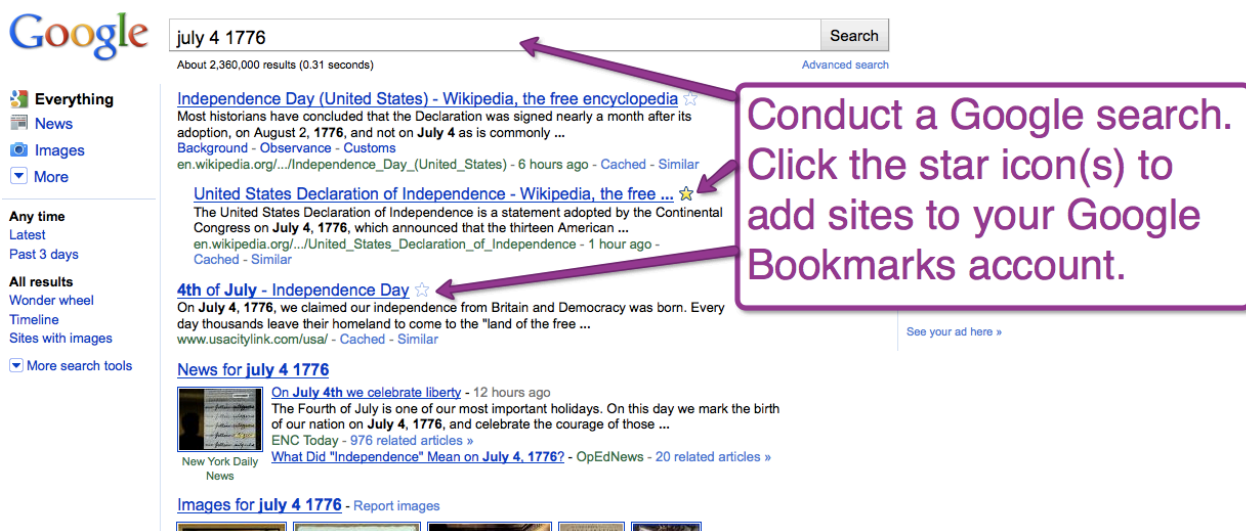 Google
july 4 1776
Search
About 2,360,000 results (0.31 seconds)
Advanced search
Everything
News
Images
More
Any time
Latest
Past 3 days
All results
Wonder wheel
Timeline
Sites with images
More search tools
Independence Day (United States) - Wikipedia, the free encyclopedia
Most historians have concluded that the Declaration was signed nearly a month after its
adoption, on August 2, 1776, and not on July 4 as is commonly ...
Background - Observance - Customs
en.wikipedia.org/.../Independence_Day_(United_States) - 6 hours ago - Cached - Similar
United States Declaration of Independence - Wikipedia, the free ...
The United States Declaration of Independence is a statement adopted by the Continental
Congress on July 4, 1776, which announced that the thirteen American ...
en.wikipedia.org/.../United_States_Declaration_of_Independence - 1 hour ago -
Cached - Similar
4th of July - Independence Day
On July 4, 1776, we claimed our independence from Britain and Democracy was born. Every
day thousands leave their homeland to come to the "land of the free ...
www.usacitylink.com/usa/ - Cached - Similar
News for july 4 1776
On July 4th we celebrate liberty - 12 hours ago
The Fourth of July is one of our most important holidays. On this day we mark the birth
of our nation on July 4, 1776, and celebrate the courage of those ...
ENC Today - 976 related articles »
What Did "Independence" Mean on July 4, 1776? - OpEdNews - 20 related articles »
New York Daily
News
Images for july 4 1776 - Report images
Conduct a Google search.
Click the star icon(s) to
add sites to your Google
Bookmarks account.
See your ad here »